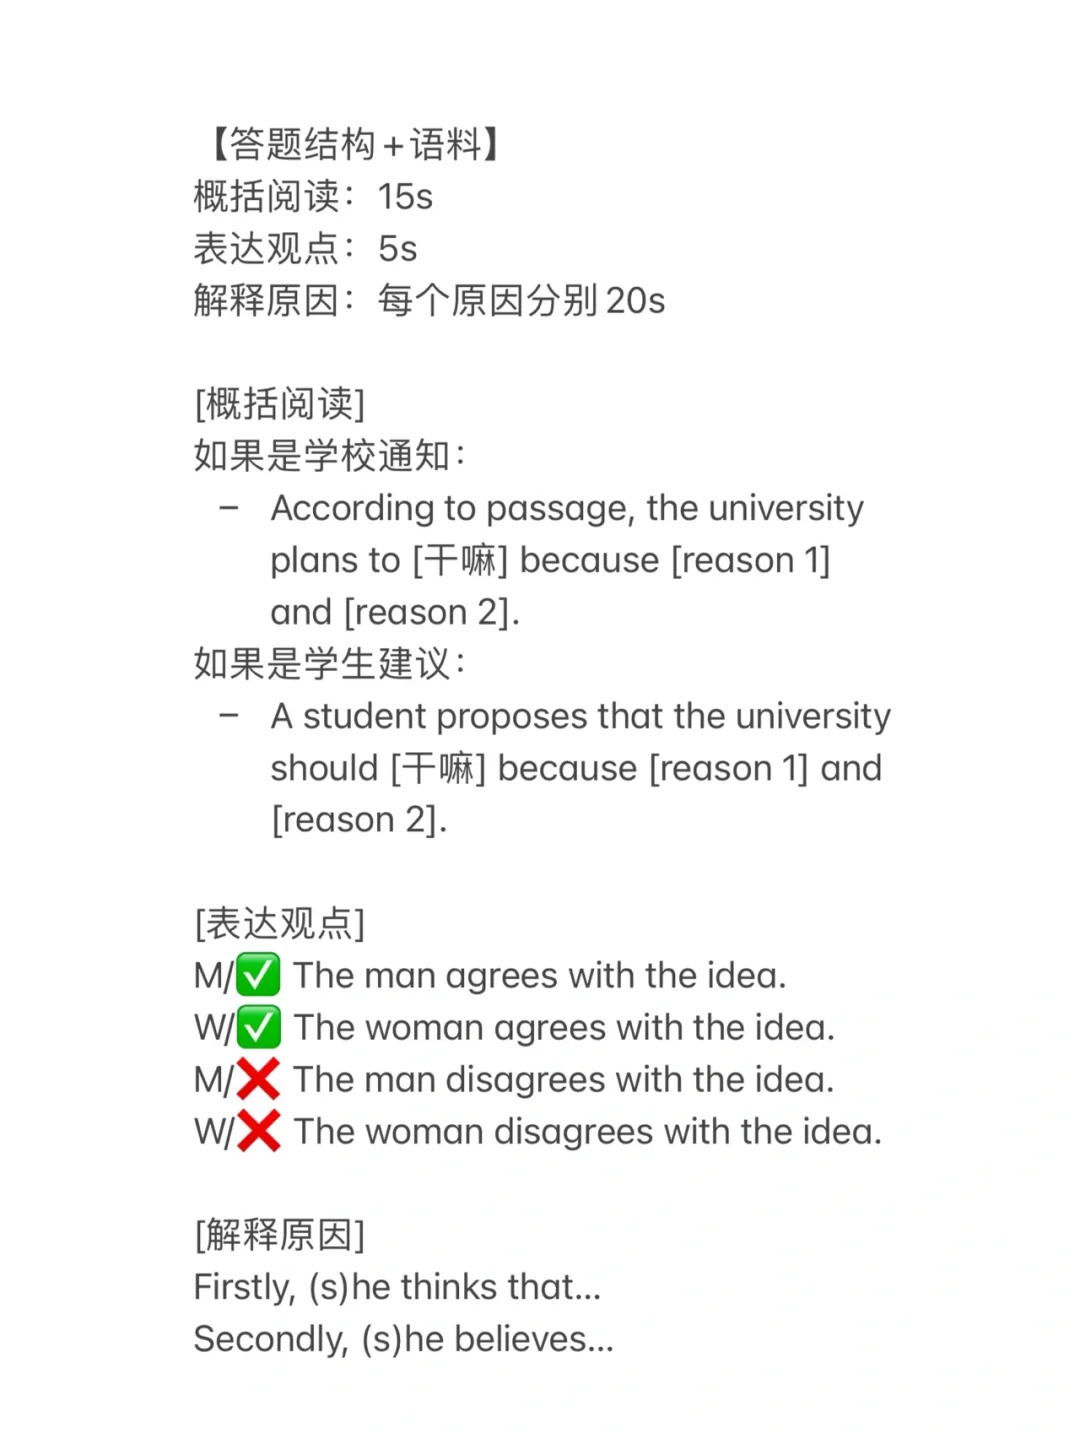 【答题结构+语料】
概括阅读：15s
表达观点：5s
解释原因：每个原因分别20s
[概括阅读]
如果是学校通知：
– According to passage, the university
plans to [干嘛] because [reason 1]
and [reason 2].
如果是学生建议：
– A student proposes that the university
should [干嘛] because [reason 1] and
[reason 2].
[表达观点]
M/✅ The man agrees with the idea.
W/✅ The woman agrees with the idea.
M/❌ The man disagrees with the idea.
W/❌ The woman disagrees with the idea.
[解释原因]
Firstly, (s)he thinks that...
Secondly, (s)he believes...